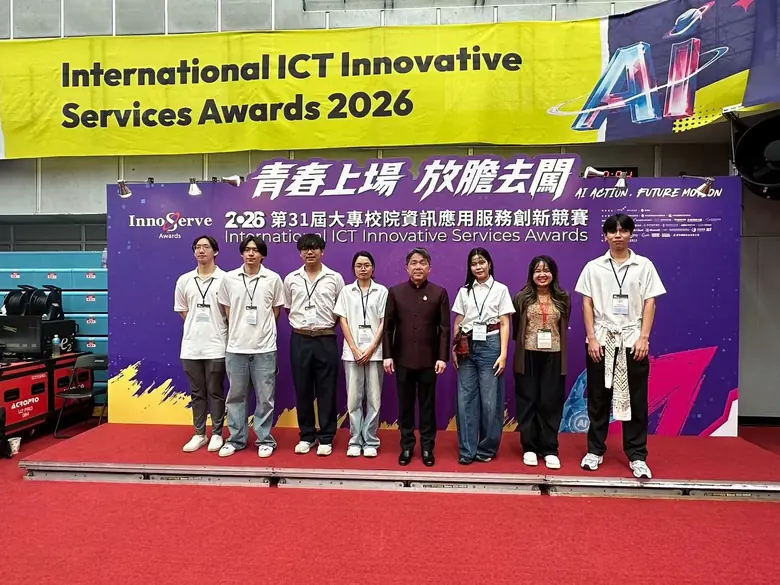 International ICT Innovative
Services Awards 2026
AI
青春上場 放膽去闖
AI ACTION. FUTURE MOTION
InnoServe
Awards
2026 第31屆大專校院資訊應用服務創新競賽
International ICT Innovative Services Awards
ACROPRO
AI